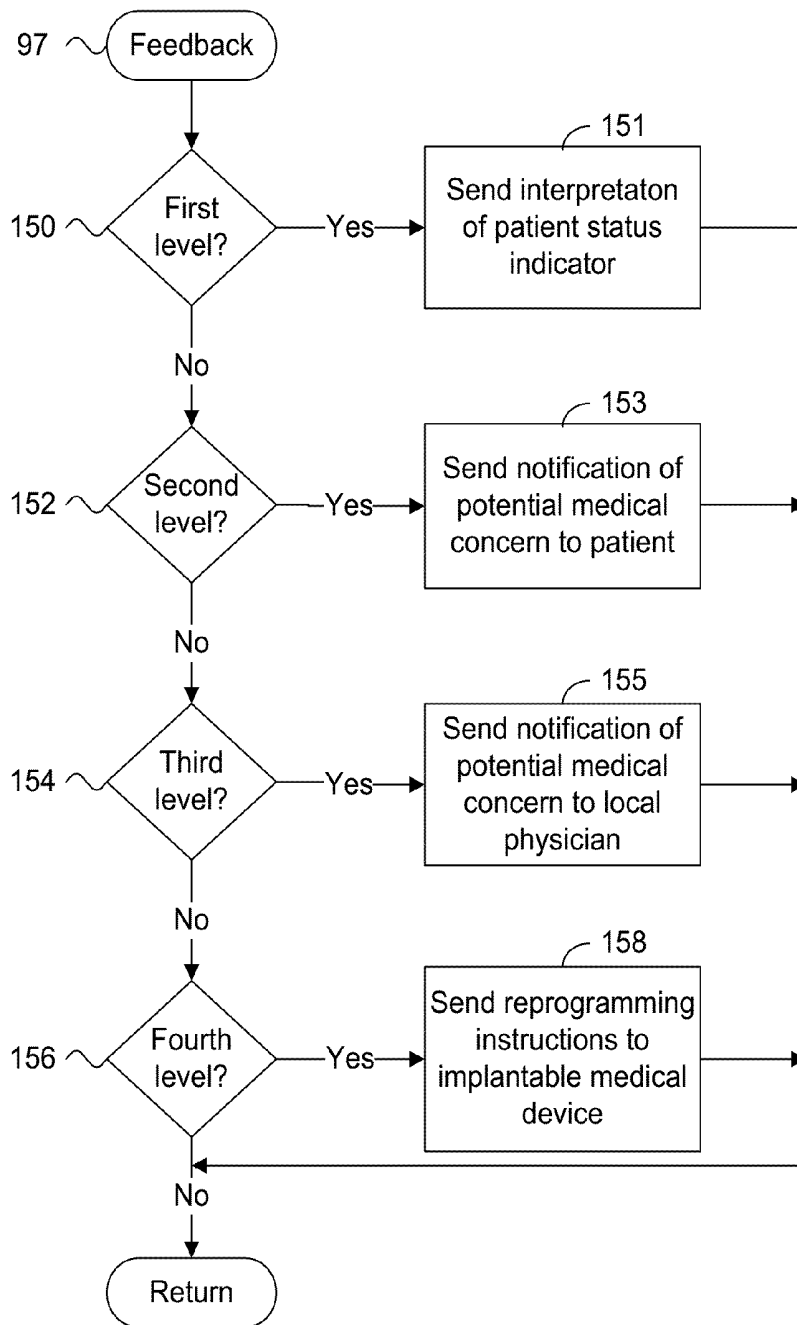 97
Feedback
150
First
level?
Yes
151
Send interpretaton
of patient status
indicator
No
152
Second
level?
Yes
153
Send notification of
potential medical
concern to patient
No
154
Third
level?
Yes
155
Send notification of
potential medical
concern to local
physician
No
156
Fourth
level?
Yes
158
Send reprogramming
instructions to
implantable medical
device
No
Return